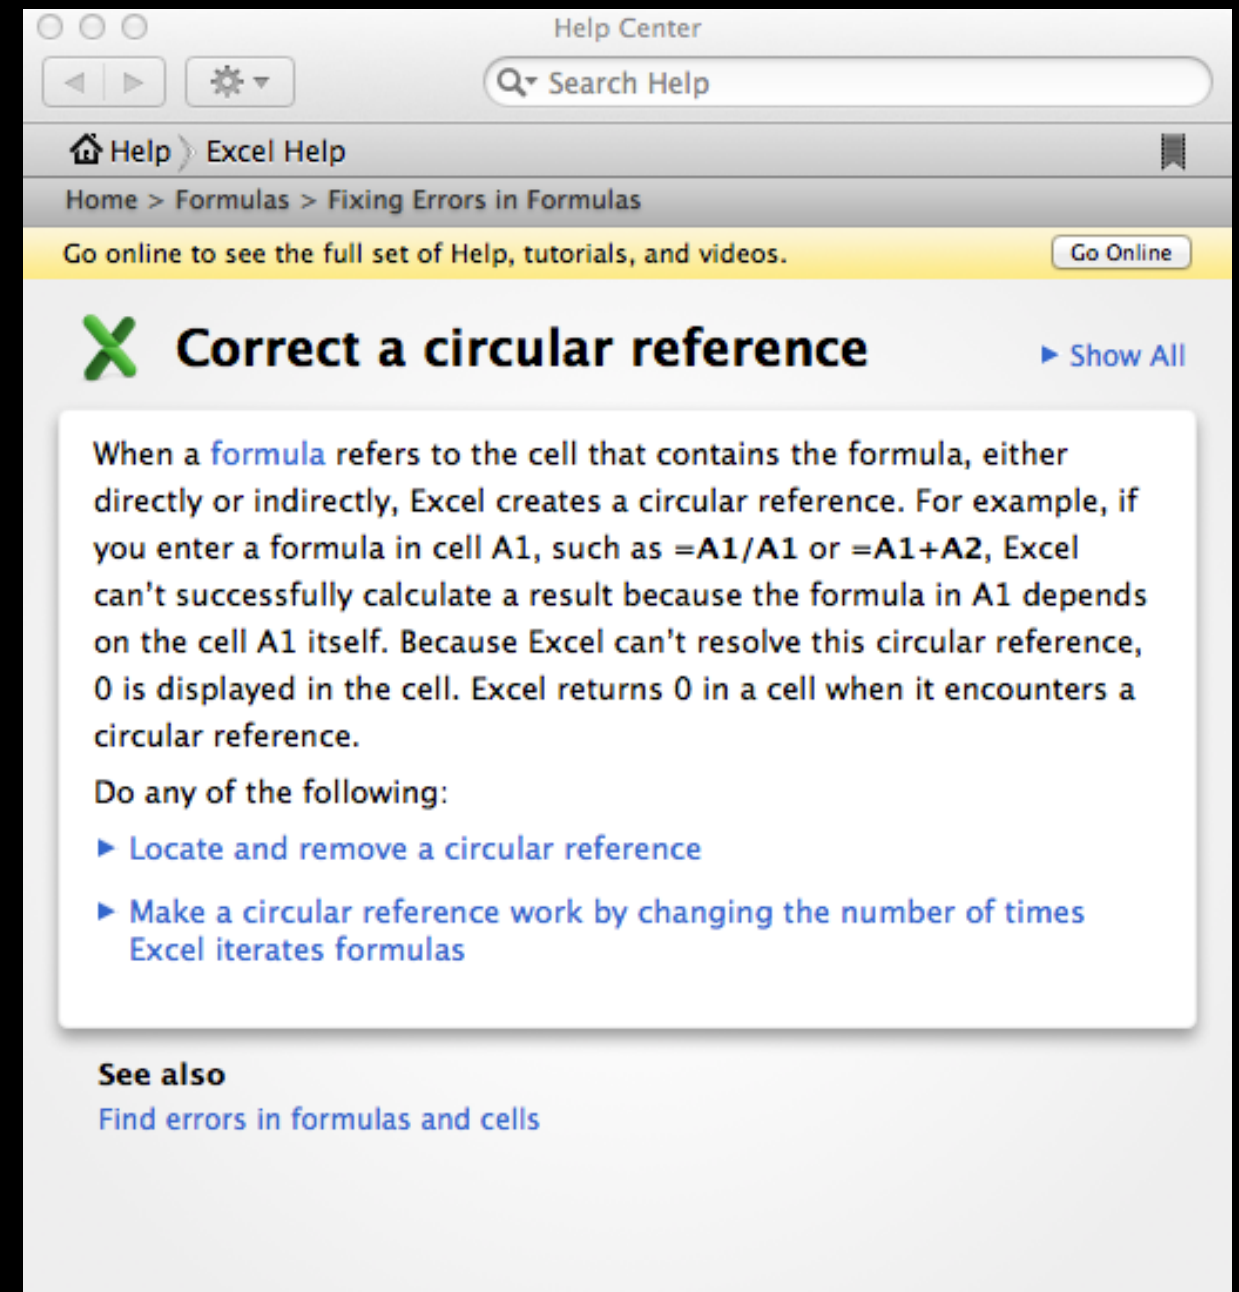 Help Center
Search Help
Help Excel Help
Home > Formulas > Fixing Errors in Formulas
Go online to see the full set of Help, tutorials, and videos. Go Online
Correct a circular reference
Show All
When a formula refers to the cell that contains the formula, either
directly or indirectly, Excel creates a circular reference. For example, if
you enter a formula in cell A1, such as =A1/A1 or =A1+A2, Excel
can't successfully calculate a result because the formula in A1 depends
on the cell A1 itself. Because Excel can't resolve this circular reference,
0 is displayed in the cell. Excel returns 0 in a cell when it encounters a
circular reference.
Do any of the following:
Locate and remove a circular reference
Make a circular reference work by changing the number of times
Excel iterates formulas
See also
Find errors in formulas and cells